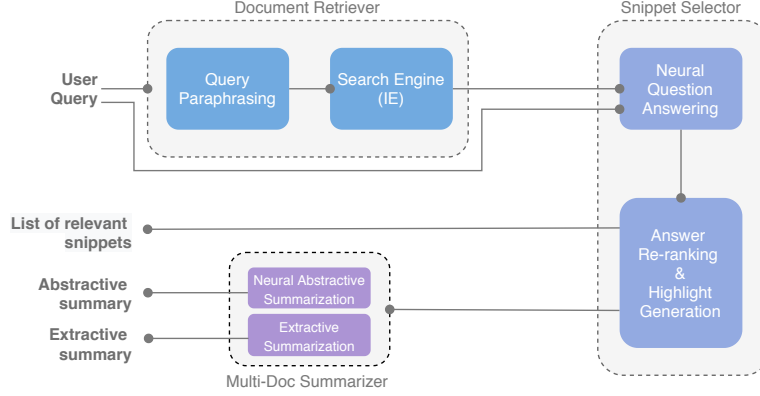 Document Retriever
Snippet Selector
User
Query
Query
Paraphrasing
Search Engine
(IE)
Neural
Question
Answering
List of relevant
snippets
Answer
Re-ranking
&
Highlight
Generation
Abstractive
summary
Neural Abstractive
Summarization
Extractive
summary
Extractive
Summarization
Multi-Doc Summarizer